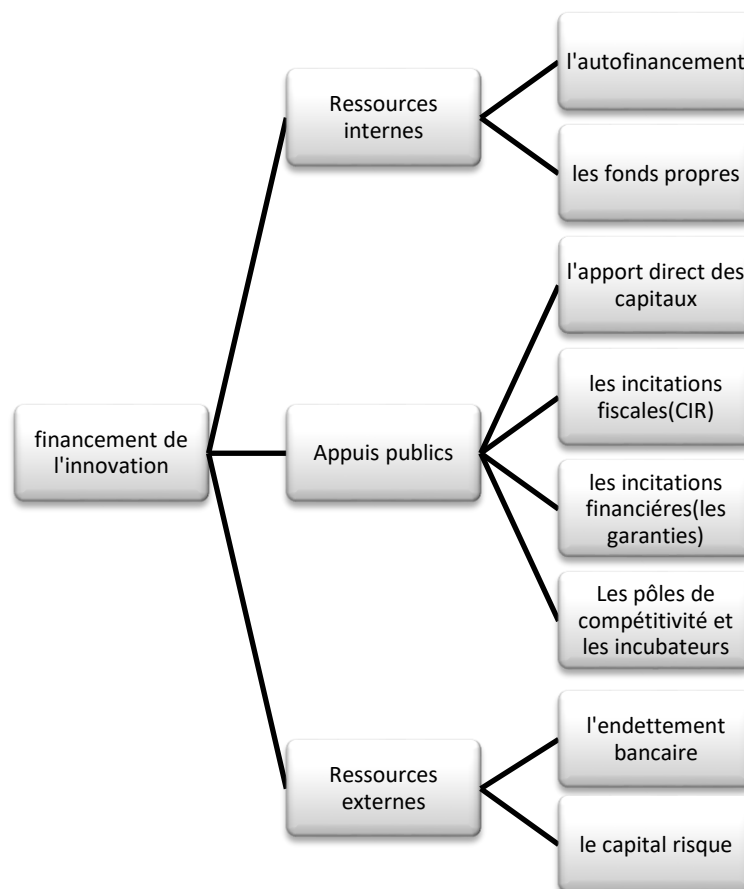 financement de
l'innovation
Ressources
internes
l'autofinancement
les fonds propres
Appuis publics
l'apport direct des
capitaux
les incitations
fiscales(CIR)
les incitations
financiéres(les
garanties)
Les pôles de
compétitivité et
les incubateurs
Ressources
externes
l'endettement
bancaire
le capital risque